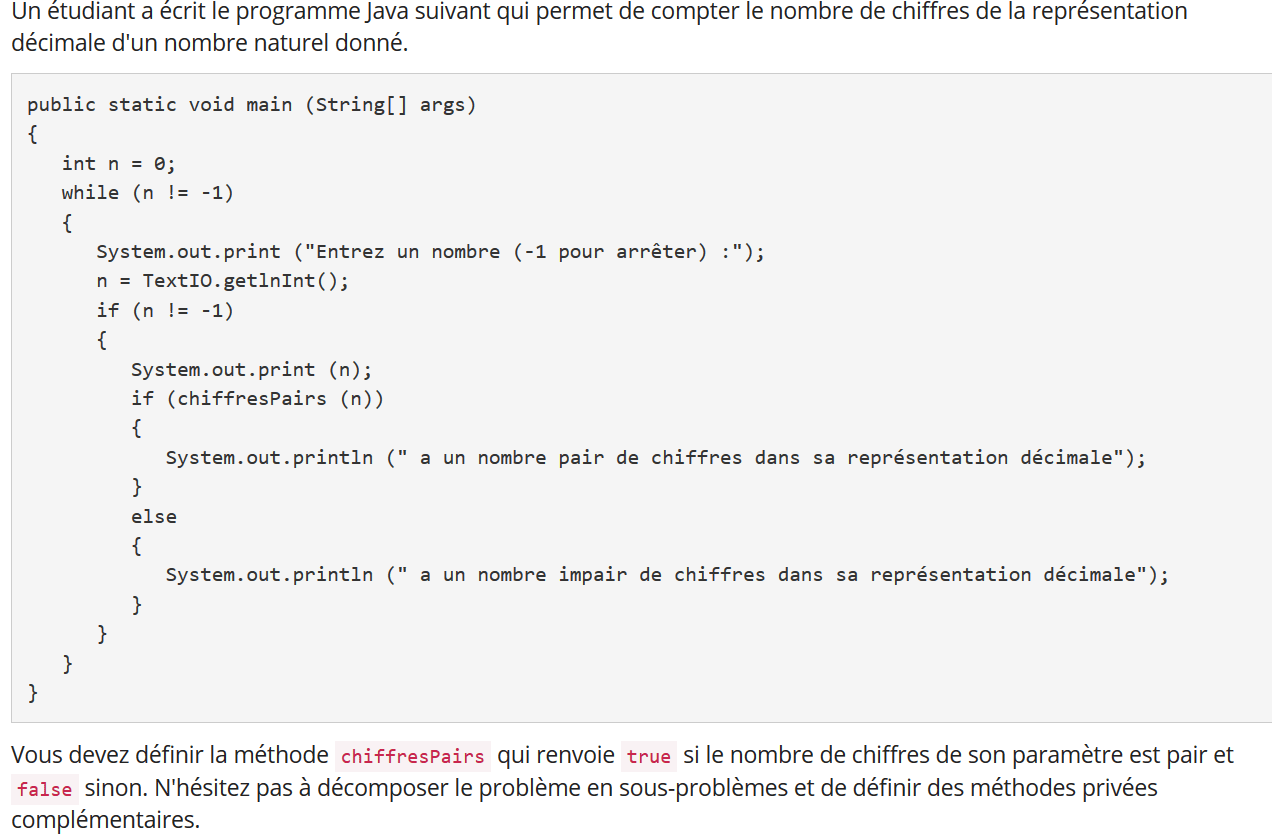 Un étudiant a écrit le programme Java suivant qui permet de compter le nombre de chiffres de la représentation
décimale d'un nombre naturel donné.
public static void main (String[] args)
{
   int n = 0;
   while (n != -1)
   {
      System.out.print ("Entrez un nombre (-1 pour arrêter) :");
      n = TextIO.getlnInt();
      if (n != -1)
      {
         System.out.print (n);
         if (chiffresPairs (n))
         {
            System.out.println (" a un nombre pair de chiffres dans sa représentation décimale");
         }
         else
         {
            System.out.println (" a un nombre impair de chiffres dans sa représentation décimale");
         }
      }
   }
}
Vous devez définir la méthode chiffresPairs qui renvoie true si le nombre de chiffres de son paramètre est pair et
false sinon. N'hésitez pas à décomposer le problème en sous-problèmes et de définir des méthodes privées
complémentaires.